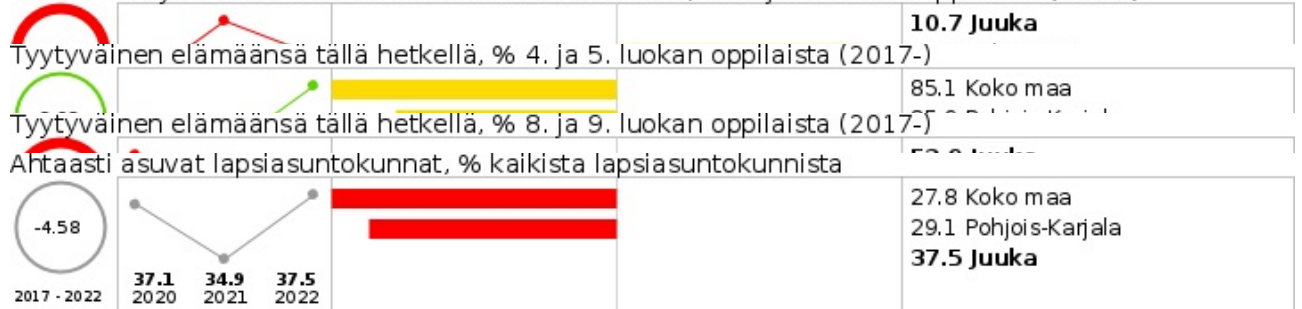 10.7 Juuka
Tyytyväinen elämäänsä tällä hetkellä, % 4. ja 5. luokan oppilaista (2017-)
85.1 Koko maa
Tyytyväinen elämäänsä tällä hetkellä, % 8. ja 9. luokan oppilaista (2017-)
Ahtaasti asuvat lapsiasuntokunnat, % kaikista lapsiasuntokunnista
27.8 Koko maa
-4.58
29.1 Pohjois-Karjala
37.5 Juuka
37.1 34.9 37.5
2017 - 2022 2020 2021 2022